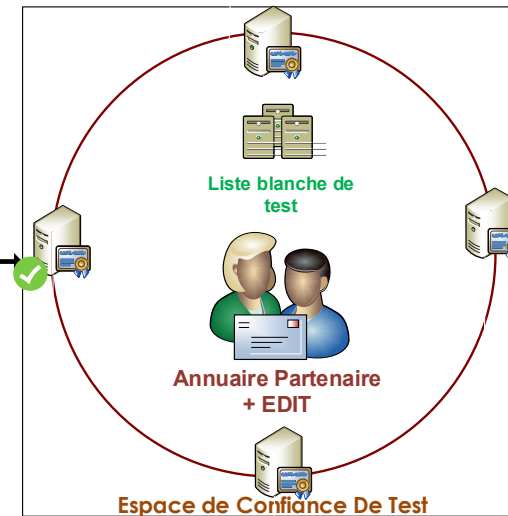 Liste blanche de
test
Annuaire Partenaire
+ EDIT
Espace de Confiance De Test